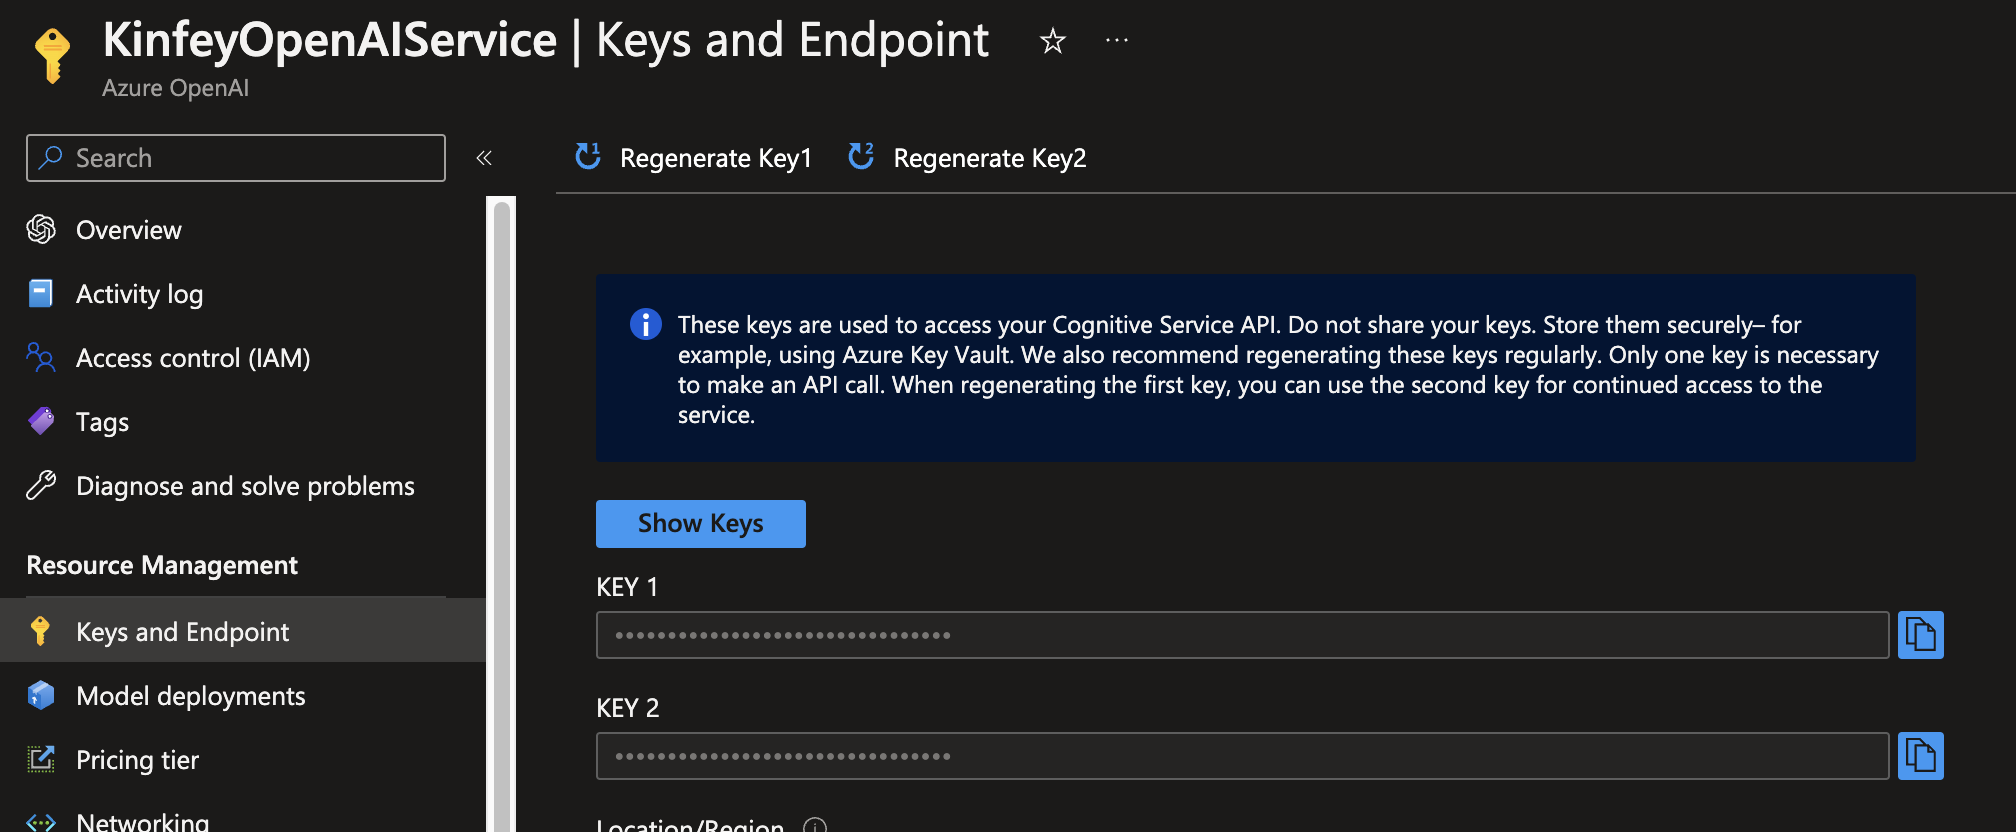 KinfeyOpenAIService | Keys and Endpoint
Azure OpenAI
Search
Overview
Activity log
Access control (IAM)
Tags
Diagnose and solve problems
Resource Management
Keys and Endpoint
Model deployments
Pricing tier
Networking
Regenerate Key1
Regenerate Key2
These keys are used to access your Cognitive Service API. Do not share your keys. Store them securely– for
example, using Azure Key Vault. We also recommend regenerating these keys regularly. Only one key is necessary
to make an API call. When regenerating the first key, you can use the second key for continued access to the
service.
Show Keys
KEY 1
KEY 2
Location/Region